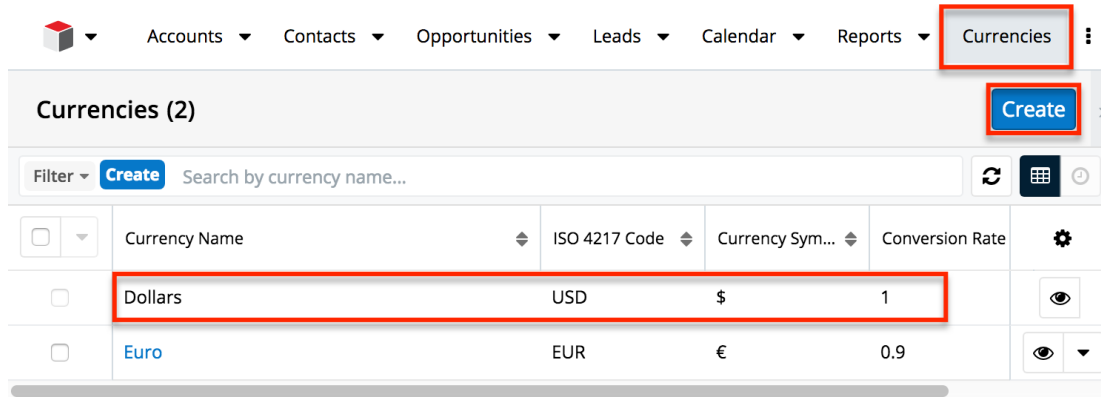 Accounts Contacts Opportunities Leads Calendar Reports Currencies
Currencies (2) Create
Filter Create Search by currency name...
Currency Name ISO 4217 Code Currency Sym... Conversion Rate
Dollars USD $ 1
Euro EUR € 0.9